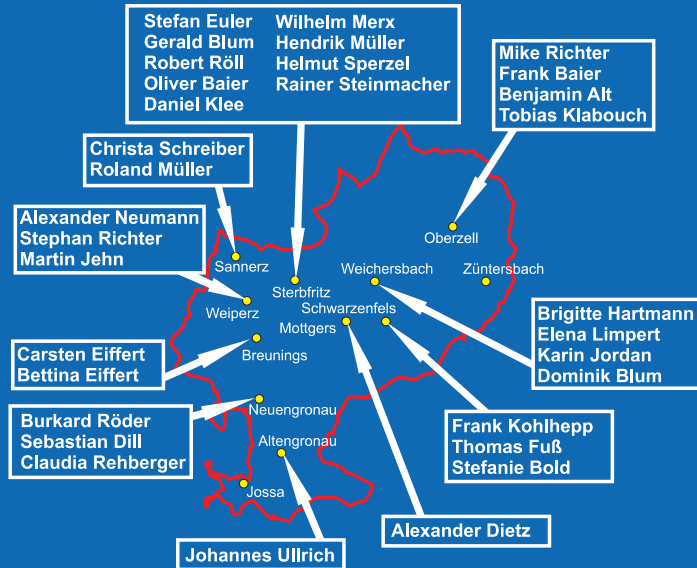 Stefan Euler
Gerald Blum
Robert Röll
Oliver Baier
Daniel Klee
Wilhelm Merx
Hendrik Müller
Helmut Sperzel
Rainer Steinmacher
Mike Richter
Frank Baier
Benjamin Alt
Tobias Klabouch
Christa Schreiber
Roland Müller
Alexander Neumann
Stephan Richter
Martin Jehn
Oberzell
Sannerz
Weichersbach
Züntersbach
Sterbfritz
Weiperz
Schwarzenfels
Mottgers
Breunings
Brigitte Hartmann
Elena Limpert
Karin Jordan
Dominik Blum
Carsten Eiffert
Bettina Eiffert
Neuengronau
Burkard Röder
Sebastian Dill
Claudia Rehberger
Altengronau
Frank Kohlhepp
Thomas Fuß
Stefanie Bold
Jossa
Alexander Dietz
Johannes Ullrich